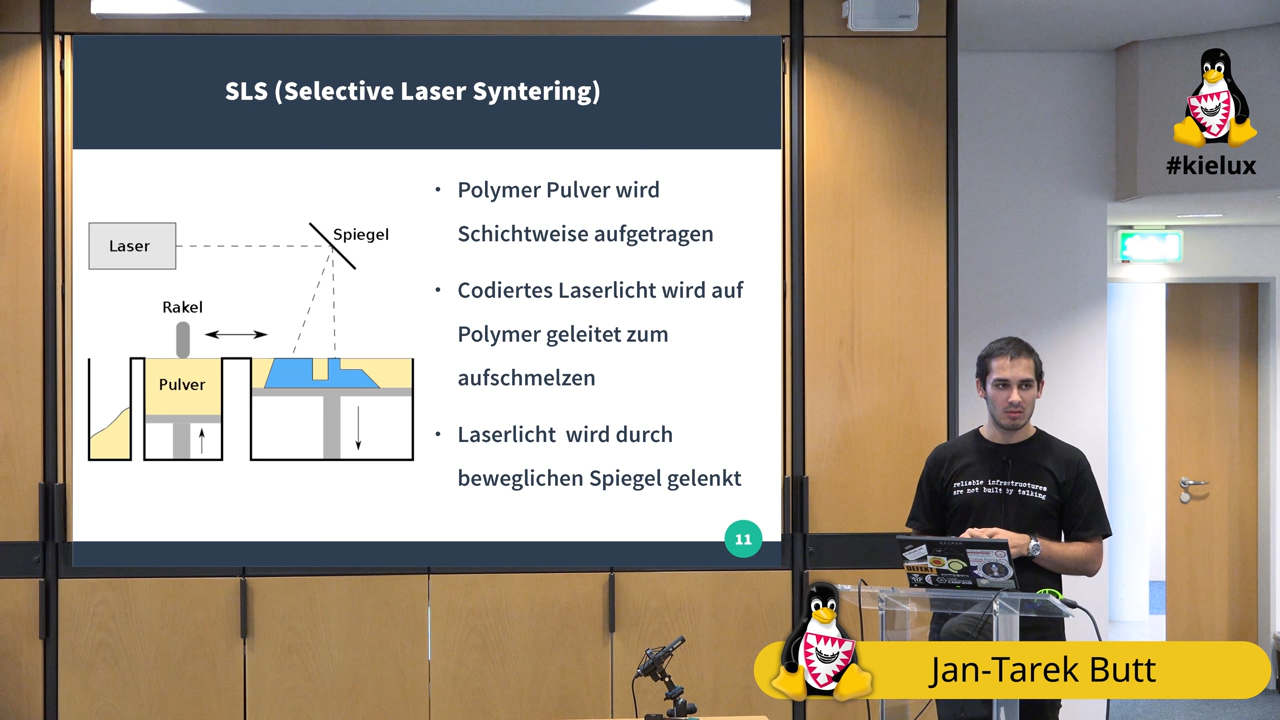 SLS (Selective Laser Syntering)
Laser
Spiegel
Rakel
Pulver
• Polymer Pulver wird
Schichtweise aufgetragen
• Codiertes Laserlicht wird auf
Polymer geleitet zum
aufschmelzen
• Laserlicht wird durch
beweglichen Spiegel gelenkt
11
#kielux
reliable infrastructures
are not built by talking
DEFEKT
Jan-Tarek Butt